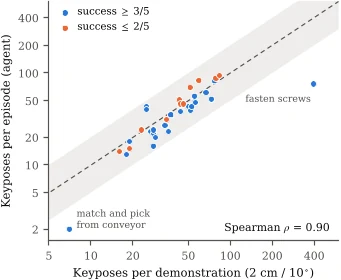 success ≥ 3/5
success ≤ 2/5
400
200
100
50
20
10
5
2
Keyposes per episode (agent)
fasten screws
match and pick
from conveyor
Spearman ρ = 0.90
5 10 20 50 100 200 400
Keyposes per demonstration (2 cm / 10°)